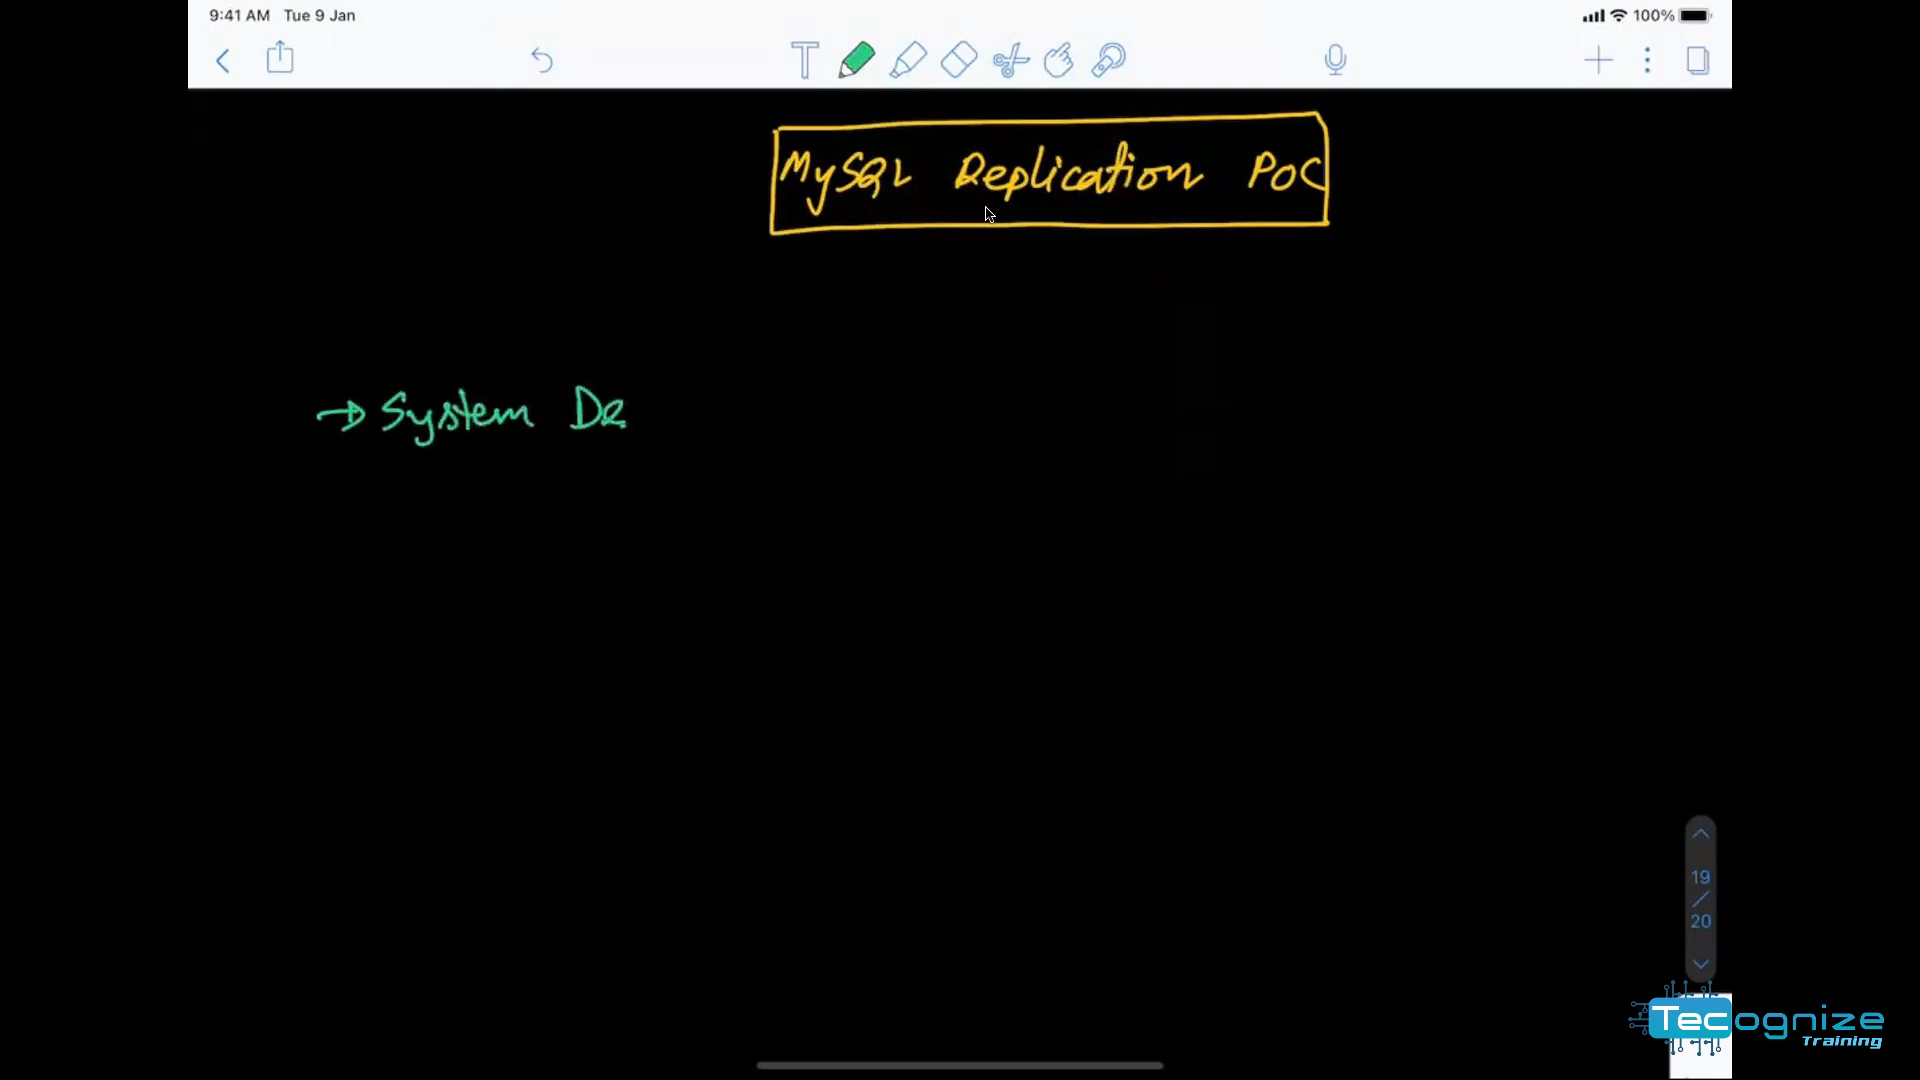 9:41 AM Tue 9 Jan
100%
T
MySQL Replication PoC
→ System De
19
/
20
Tecognize
Training